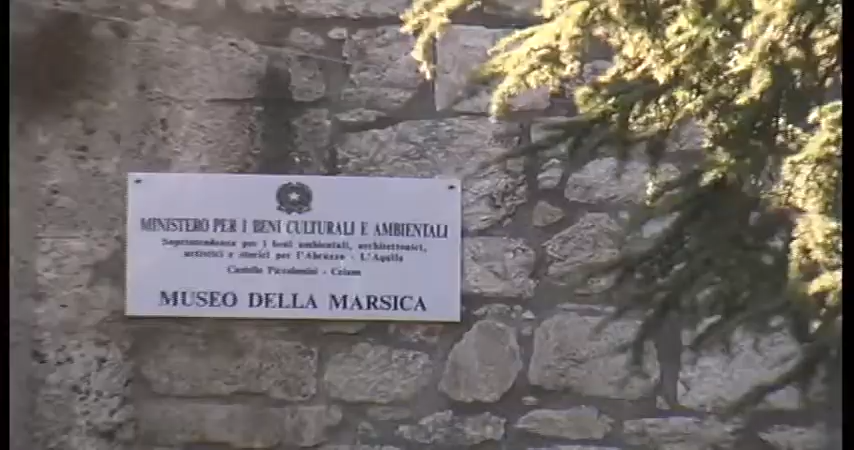 MINISTERO PER I BENI CULTURALI E AMBIENTALI
Soprintendenza per i beni ambientali, architettonici,
artistici e storici per l'Abruzzo - L'Aquila
Castello Piccolomini - Celano
MUSEO DELLA MARSICA